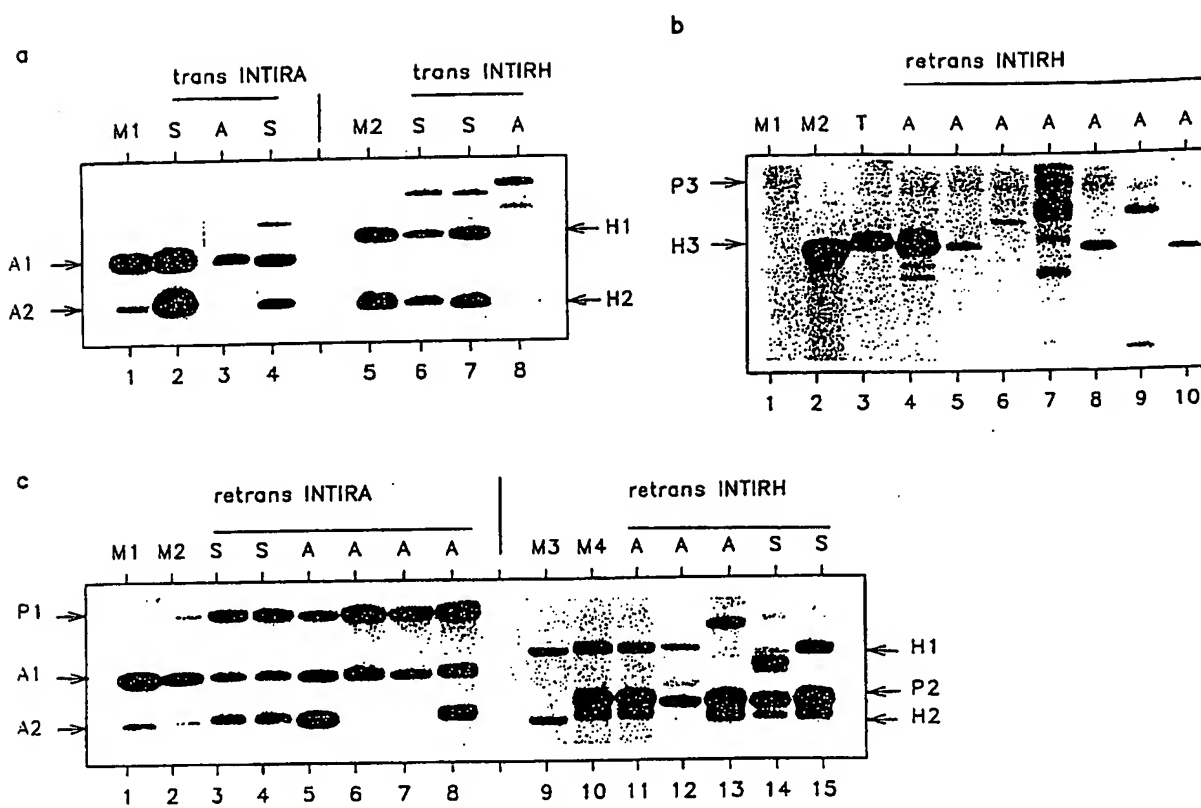 a
trans INTIRA
trans INTIRH
M1 S A S M2 S S A
A1
A2
H1
H2
1 2 3 4 5 6 7 8
b
retrans INTIRH
M1 M2 T A A A A A A A
P3
H3
1 2 3 4 5 6 7 8 9 10
c
retrans INTIRA
retrans INTIRH
M1 M2 S S A A A A M3 M4 A A A S S
P1
A1
A2
H1
P2
H2
1 2 3 4 5 6 7 8 9 10 11 12 13 14 15